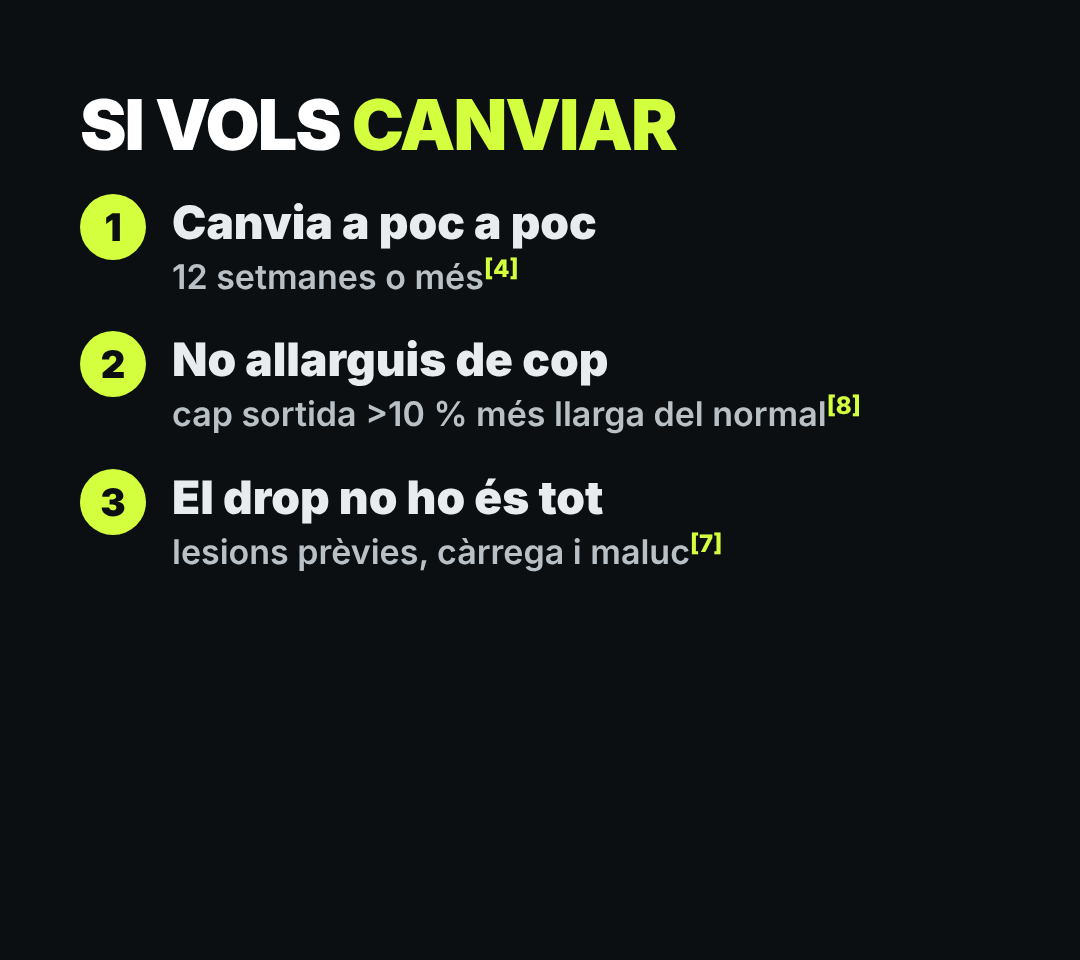 SI VOLS CANVIAR
1 Canvia a poc a poc
12 setmanes o més[4]
2 No allarguis de cop
cap sortida >10 % més llarga del normal[8]
3 El drop no ho és tot
lesions prèvies, càrrega i maluc[7]